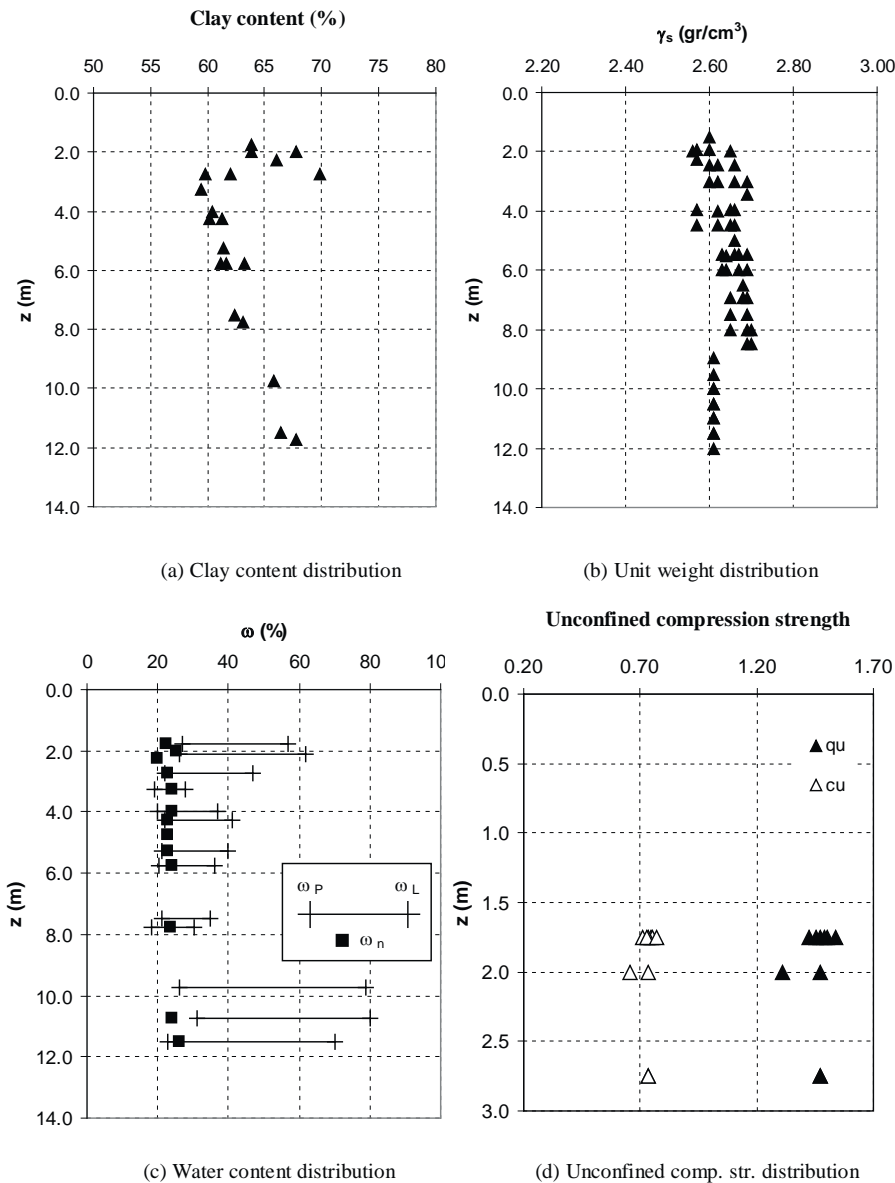 Clay content (%)
50 55 60 65 70 75 80
0.0
2.0
4.0
6.0
8.0
10.0
12.0
14.0
z (m)
(a) Clay content distribution
γs (gr/cm³)
2.20 2.40 2.60 2.80 3.00
0.0
2.0
4.0
6.0
8.0
10.0
12.0
14.0
z (m)
(b) Unit weight distribution
ω (%)
0 20 40 60 80 10
0.0
2.0
4.0
6.0
8.0
10.0
12.0
14.0
z (m)
ω P ω L
ω n
(c) Water content distribution
Unconfined compression strength
0.20 0.70 1.20 1.70
0.0
0.5
1.0
1.5
2.0
2.5
3.0
z (m)
qu
cu
(d) Unconfined comp. str. distribution